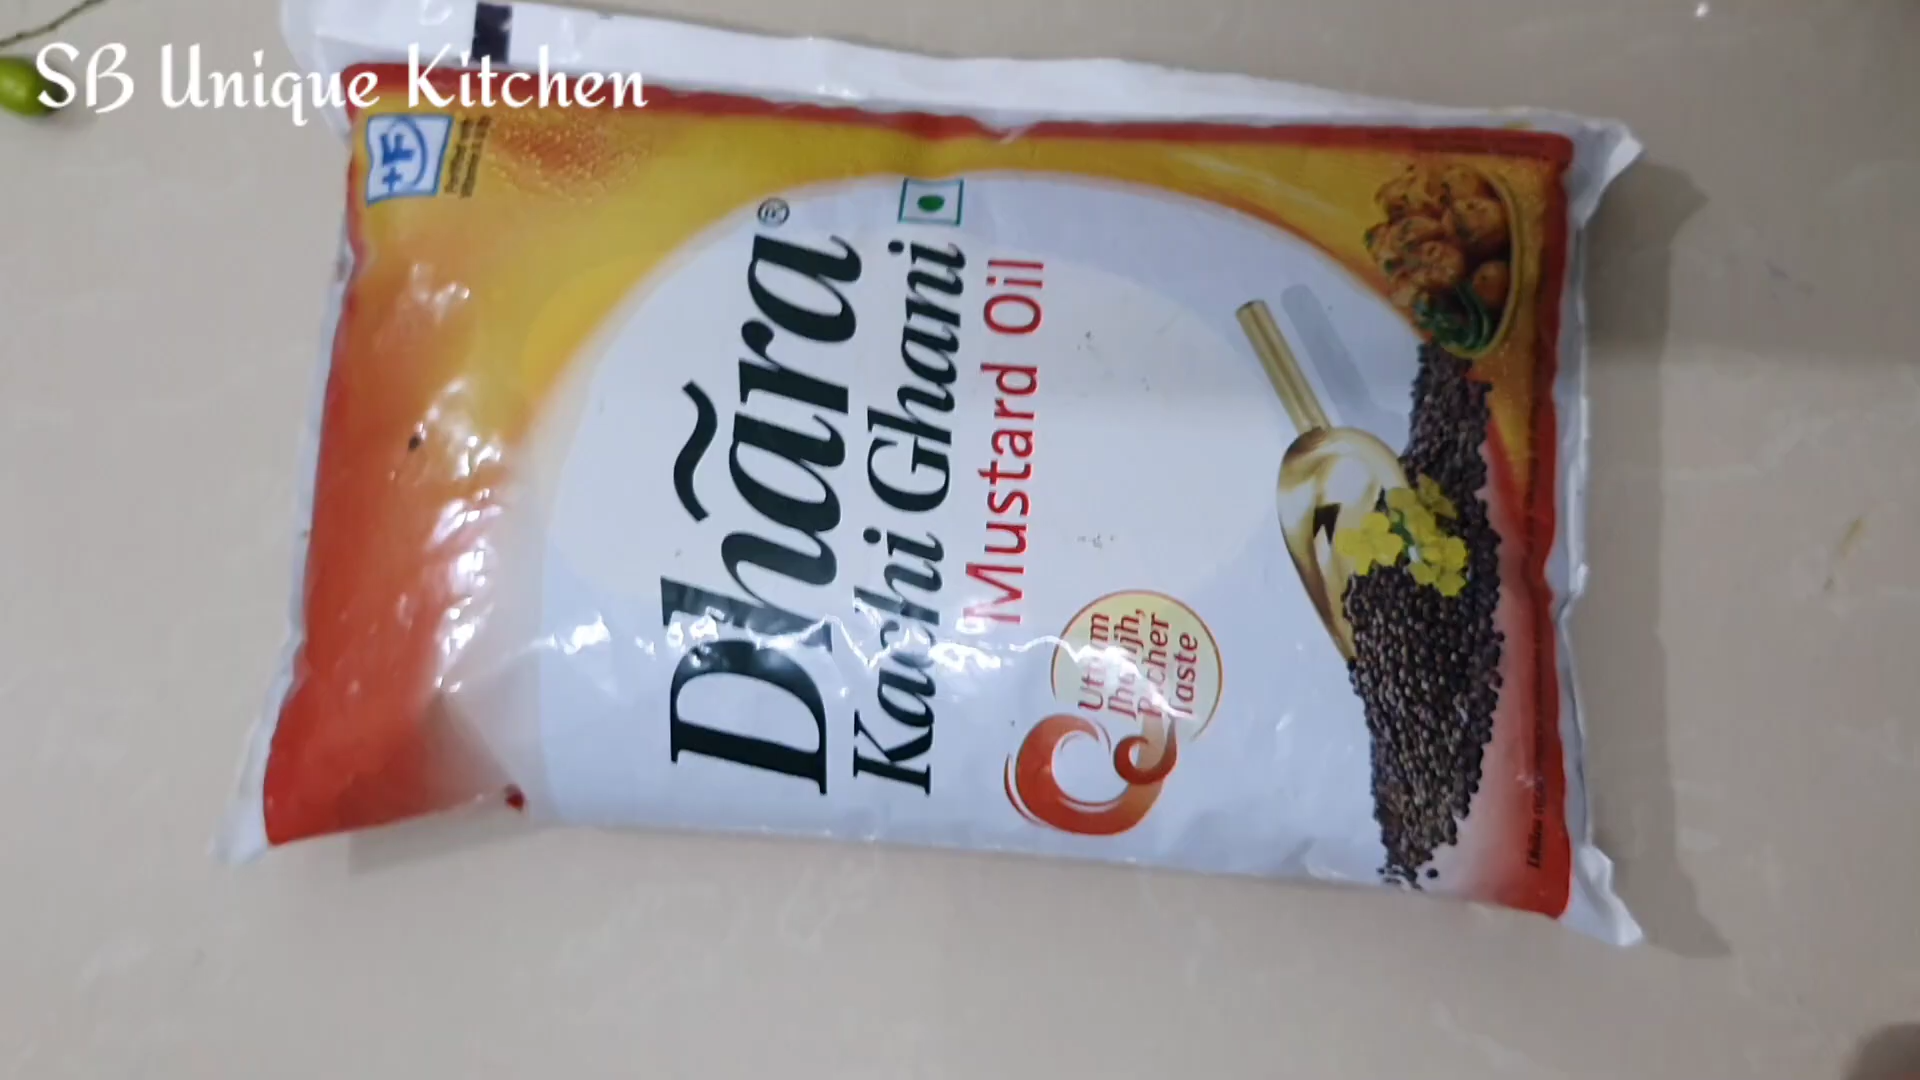 SB Unique Kitchen
+F
Dhara®
Kachi Ghani
Mustard Oil
Uttam
Jhanjh,
Richer
Taste